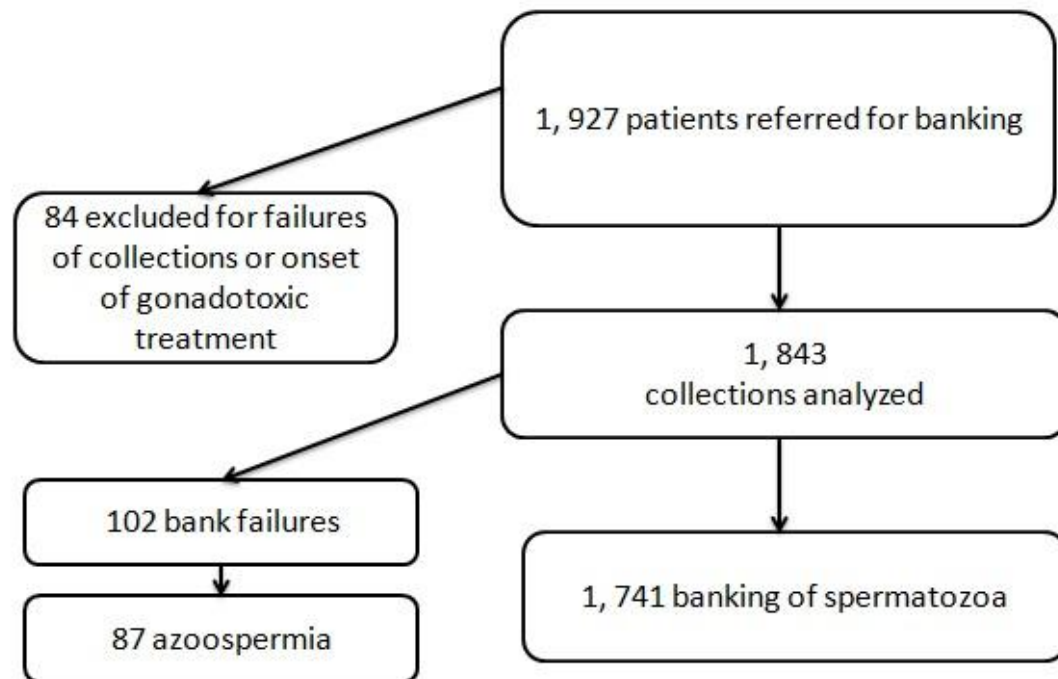 1, 927 patients referred for banking
84 excluded for failures
of collections or onset
of gonadotoxic
treatment
1, 843
collections analyzed
102 bank failures
1, 741 banking of spermatozoa
87 azoospermia